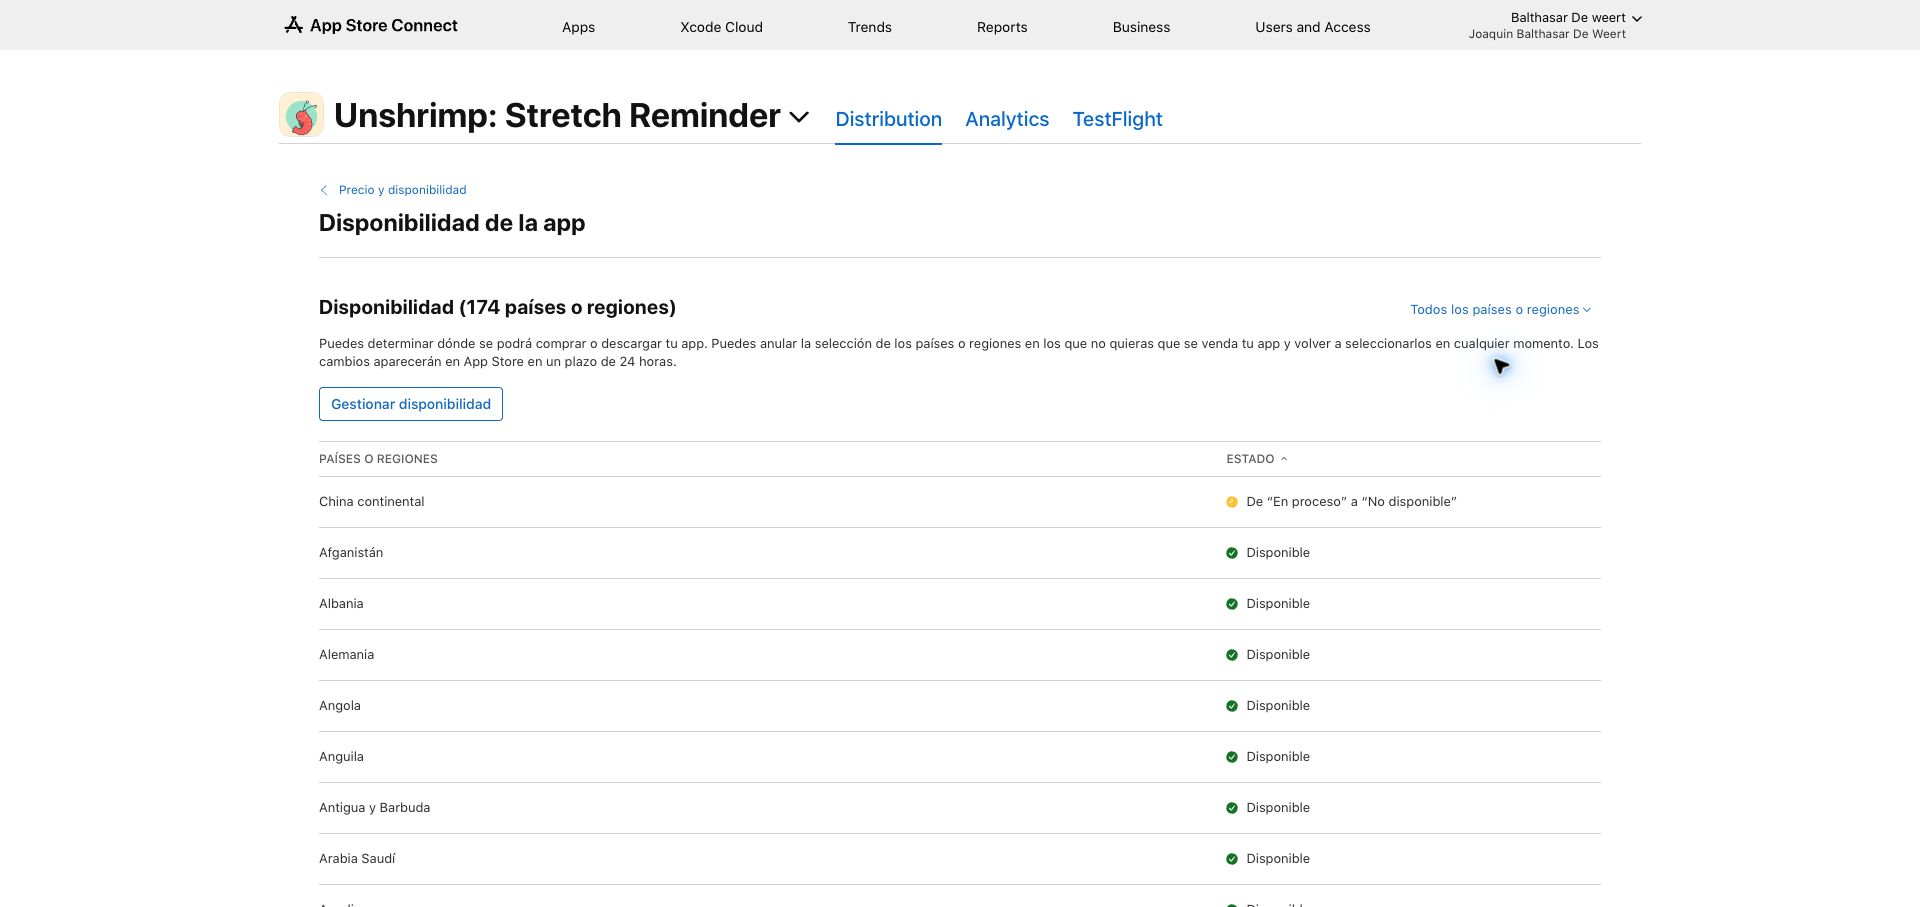 App Store Connect
Apps
Xcode Cloud
Trends
Reports
Business
Users and Access
Balthasar De weert
Joaquin Balthasar De Weert
Unshrimp: Stretch Reminder
Distribution
Analytics
TestFlight
Precio y disponibilidad
Disponibilidad de la app
Disponibilidad (174 países o regiones)
Todos los países o regiones
Puedes determinar dónde se podrá comprar o descargar tu app. Puedes anular la selección de los países o regiones en los que no quieras que se venda tu app y volver a seleccionarlos en cualquier momento. Los
cambios aparecerán en App Store en un plazo de 24 horas.
Gestionar disponibilidad
PAÍSES O REGIONES
ESTADO
China continental
De “En proceso” a “No disponible”
Afganistán
Disponible
Albania
Disponible
Alemania
Disponible
Angola
Disponible
Anguila
Disponible
Antigua y Barbuda
Disponible
Arabia Saudí
Disponible